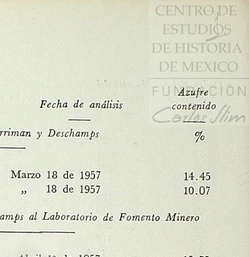 CENTRO DE
ESTUDIOS
DE HISTORIA
DE MEXICO
FUNDACIÓN
Carlos Slim
Azufre
Fecha de análisis contenido
rriman y Deschamps %
Marzo 18 de 1957 14.45
„ 18 de 1957 10.07
amps al Laboratorio de Fomento Minero